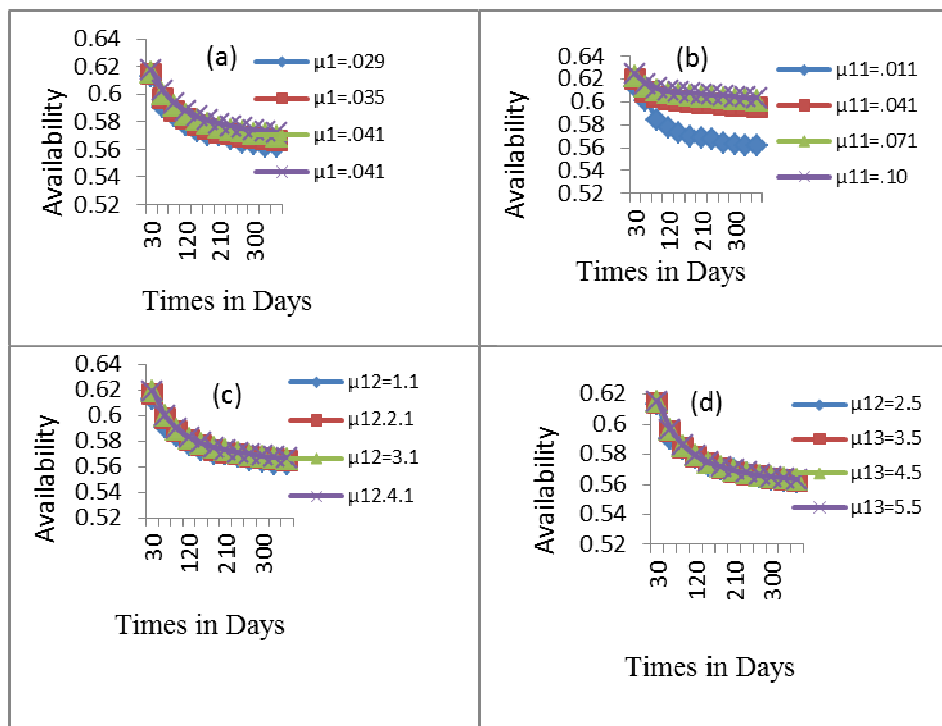 0.64
0.62
0.6
0.58
0.56
0.54
0.52
Availability
(a)
μ1=.029
μ1=.035
μ1=.041
μ1=.041
30
120
210
300
Times in Days
0.64
0.62
0.6
0.58
0.56
0.54
0.52
Availability
(b)
μ11=.011
μ11=.041
μ11=.071
μ11=.10
30
120
210
300
Times in Days
0.64
0.62
0.6
0.58
0.56
0.54
0.52
Availability
(c)
μ12=1.1
μ12.2.1
μ12=3.1
μ12.4.1
30
120
210
300
Times in Days
0.62
0.6
0.58
0.56
0.54
0.52
Availability
(d)
μ12=2.5
μ13=3.5
μ13=4.5
μ13=5.5
30
120
210
300
Times in Days